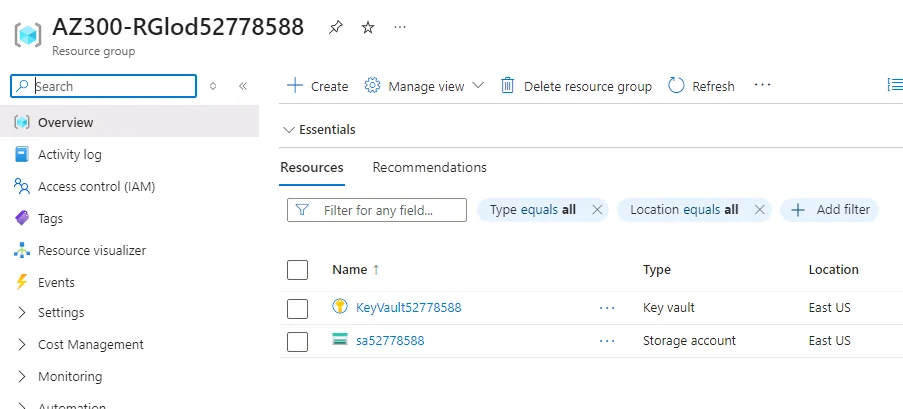 AZ300-RGlod52778588
Resource group
Search
Overview
Activity log
Access control (IAM)
Tags
Resource visualizer
Events
Settings
Cost Management
Monitoring
Automation
Create Manage view Delete resource group Refresh
Essentials
Resources Recommendations
Filter for any field... Type equals all Location equals all Add filter
Name ↑ Type Location
KeyVault52778588 ... Key vault East US
sa52778588 ... Storage account East US